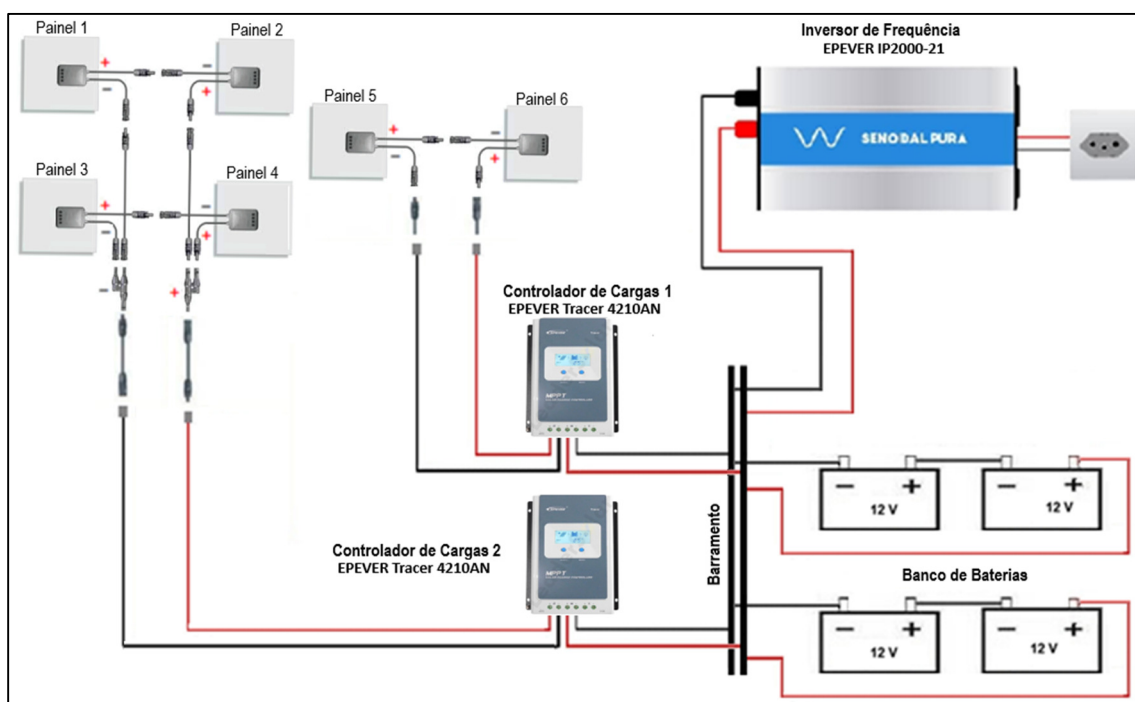 Painel 1
Painel 2
+
−
−
+
Painel 3
Painel 4
+
−
−
+
−
+
Painel 5
Painel 6
+
−
−
+
Inversor de Frequência
EPEVER IP2000-21
SENODAL PURA
Controlador de Cargas 1
EPEVER Tracer 4210AN
MPPT
Controlador de Cargas 2
EPEVER Tracer 4210AN
MPPT
Barramento
− +
12 V
− +
12 V
Banco de Baterias
− +
12 V
− +
12 V